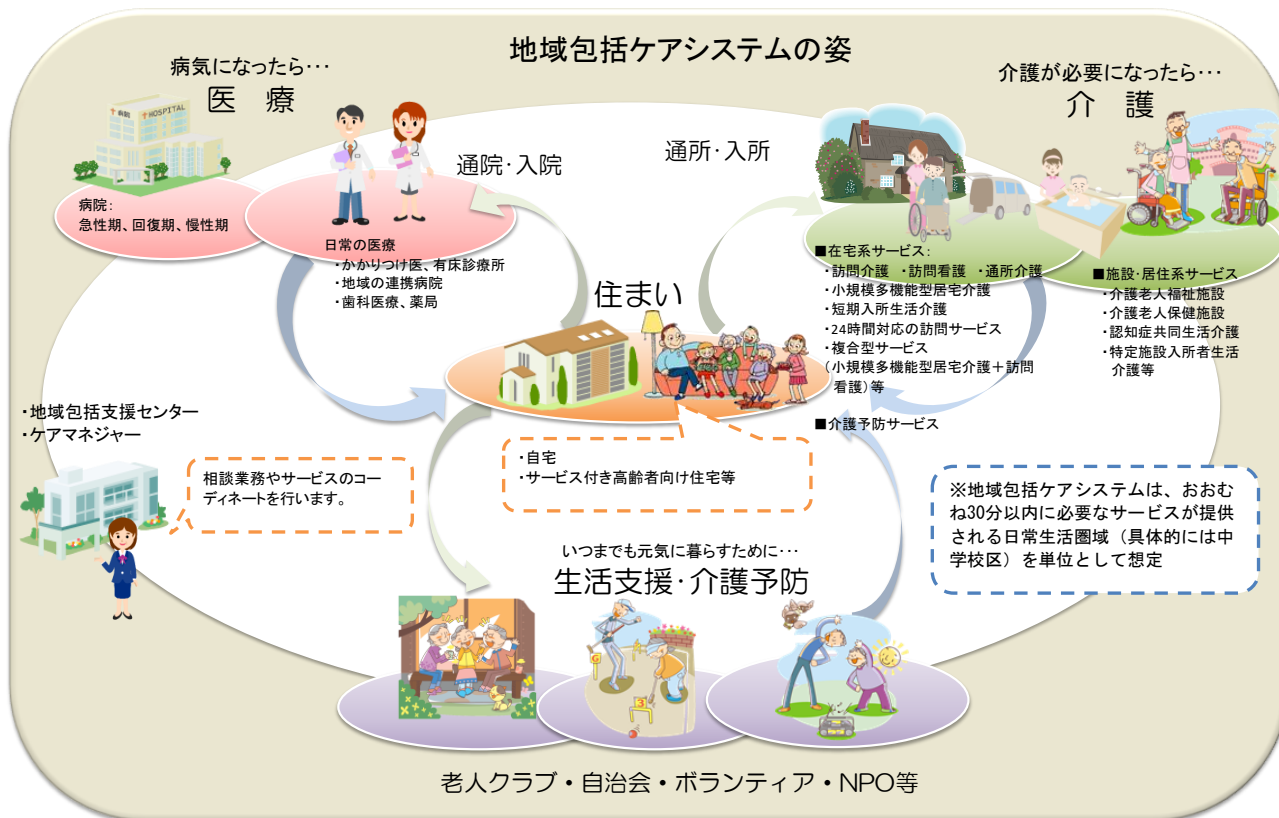 地域包括ケアシステムの姿
病気になったら･･･
医　療
病院
HOSPITAL
病院：
急性期、回復期、慢性期
日常の医療
・かかりつけ医、有床診療所
・地域の連携病院
・歯科医療、薬局
通院・入院
通所・入所
介護が必要になったら･･･
介　護
■在宅系サービス：
・訪問介護　・訪問看護　・通所介護
・小規模多機能型居宅介護
・短期入所生活介護
・24時間対応の訪問サービス
・複合型サービス
（小規模多機能型居宅介護＋訪問
看護）等
■介護予防サービス
■施設・居住系サービス
・介護老人福祉施設
・介護老人保健施設
・認知症共同生活介護
・特定施設入所者生活
介護等
住まい
・自宅
・サービス付き高齢者向け住宅等
・地域包括支援センター
・ケアマネジャー
相談業務やサービスのコー
ディネートを行います。
※地域包括ケアシステムは、おおむ
ね30分以内に必要なサービスが提供
される日常生活圏域（具体的には中
学校区）を単位として想定
いつまでも元気に暮らすために･･･
生活支援・介護予防
6
3
老人クラブ・自治会・ボランティア・NPO等